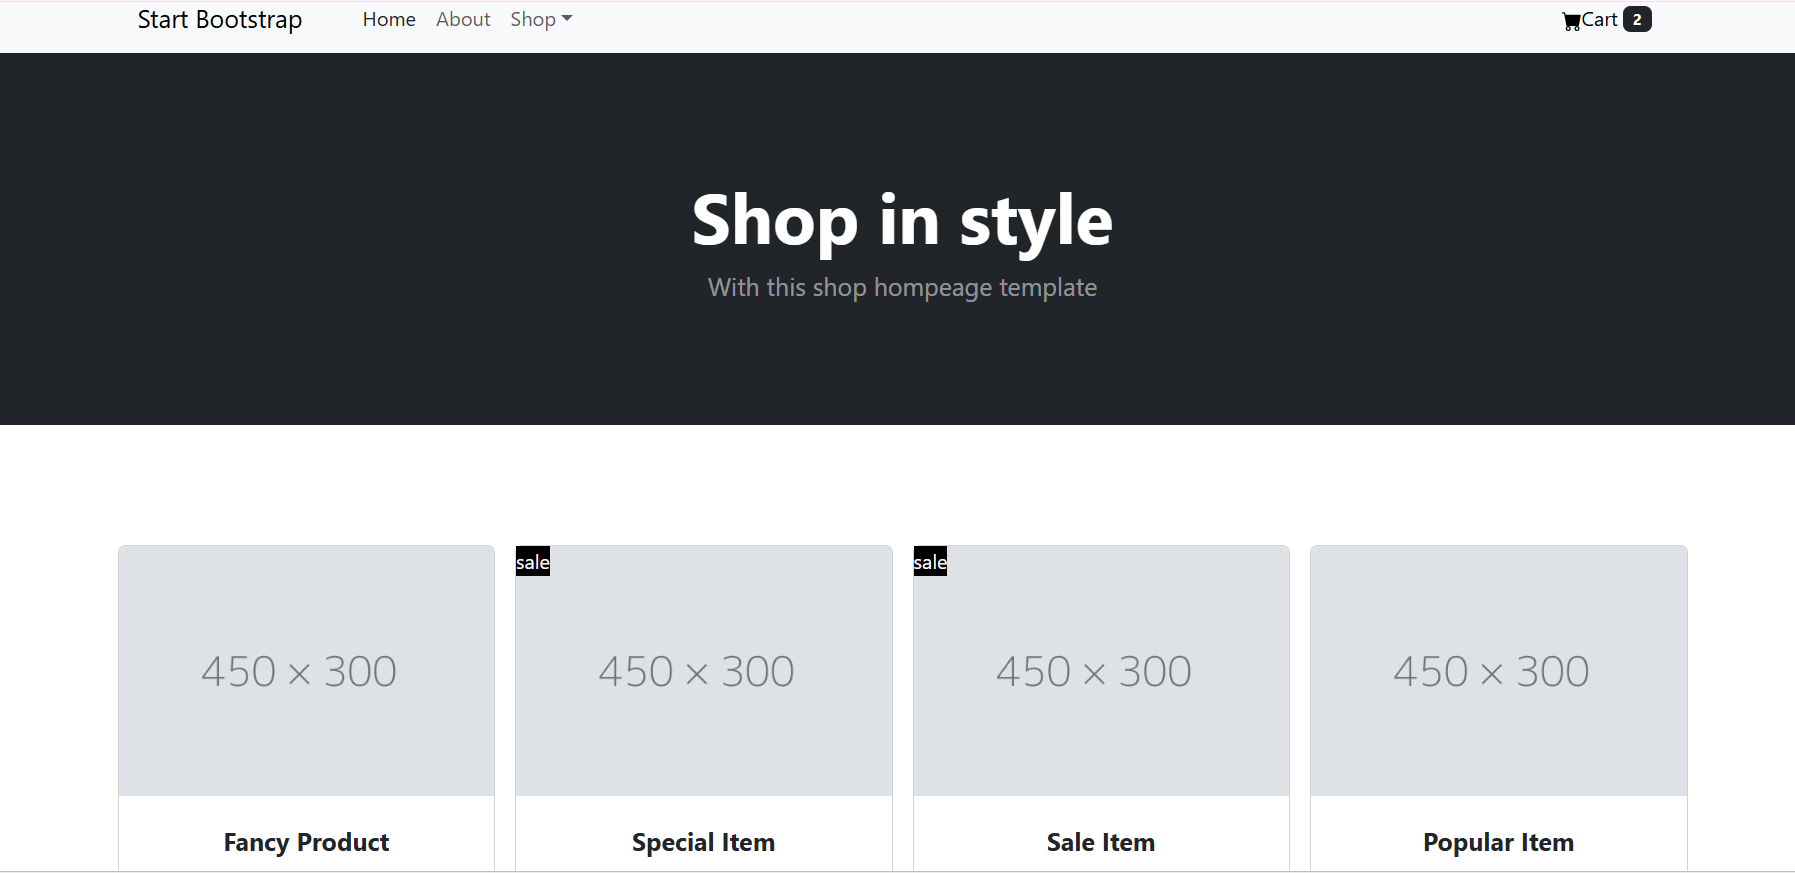 Start Bootstrap Home About Shop Cart 2
Shop in style
With this shop hompeage template
sale sale
450 × 300 450 × 300 450 × 300 450 × 300
Fancy Product Special Item Sale Item Popular Item